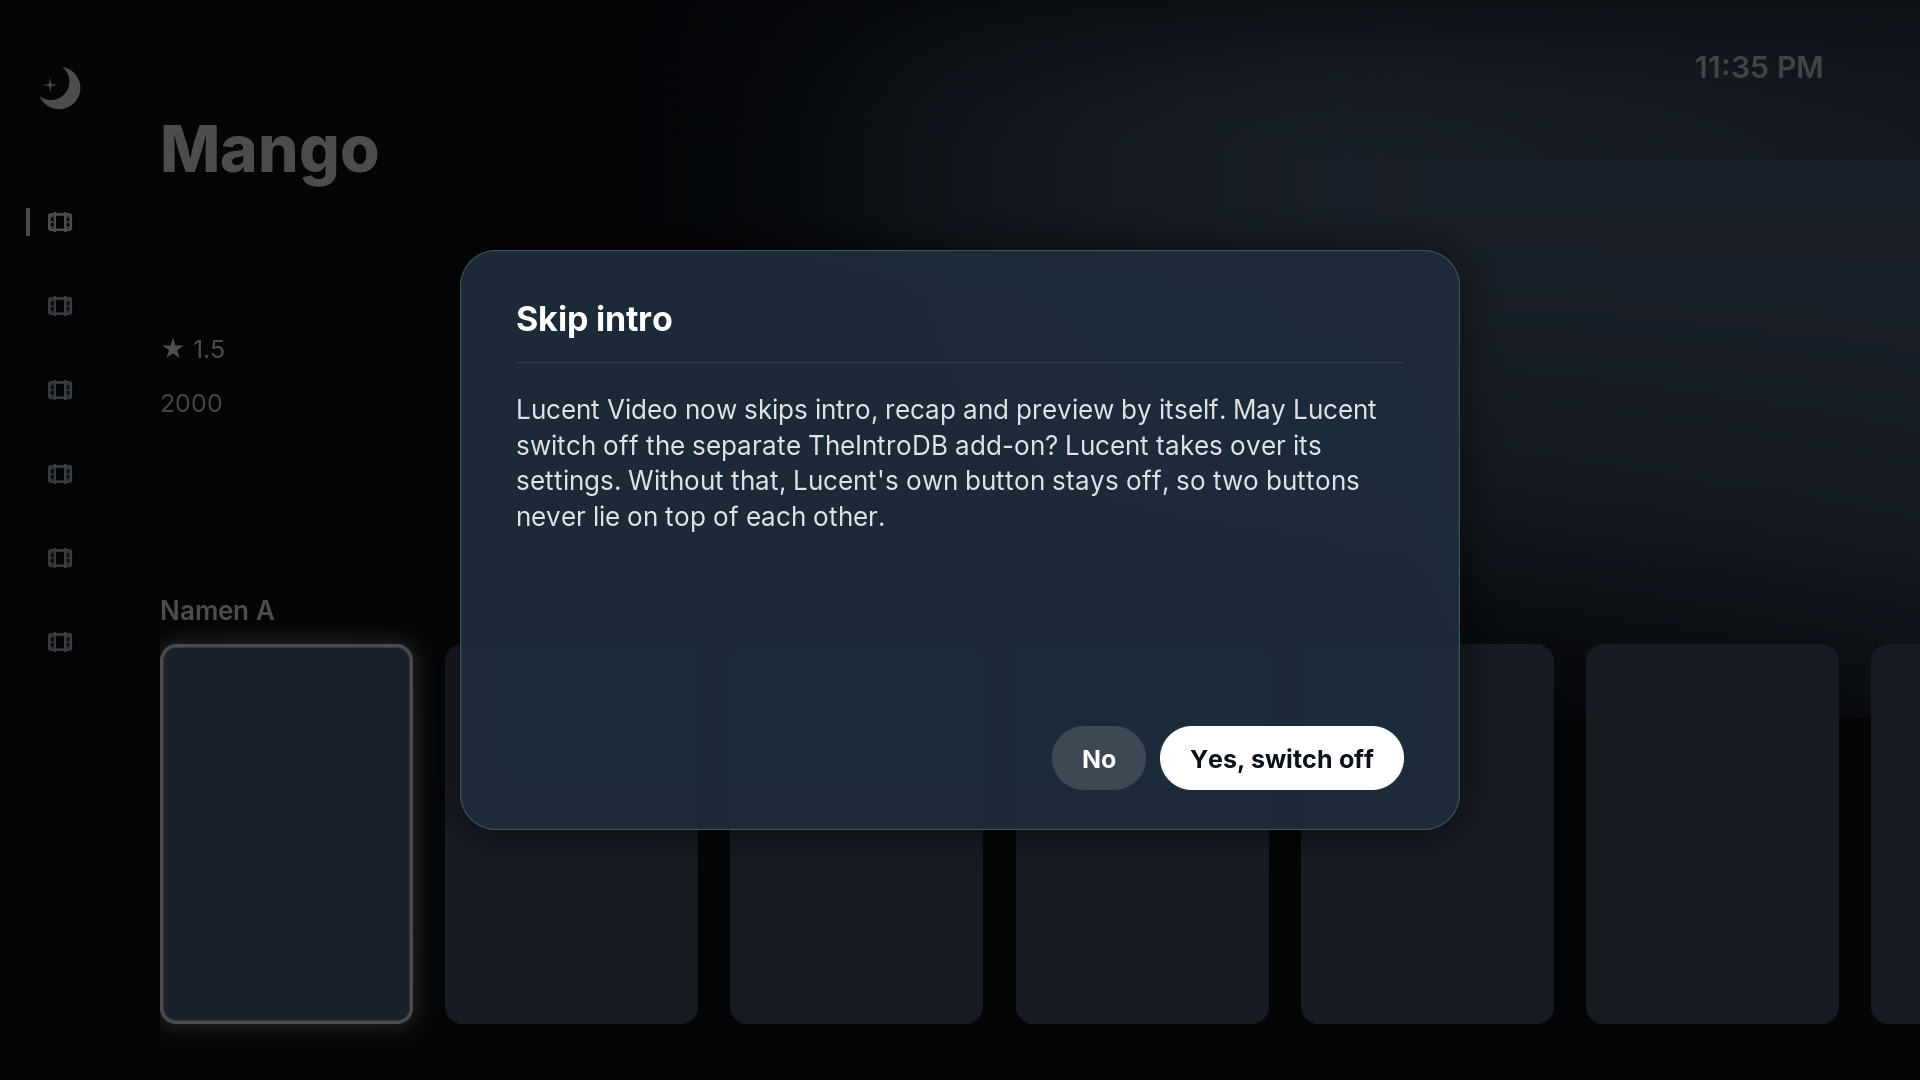 11:35 PM
Mango
★ 1.5
2000
Namen A
Skip intro
Lucent Video now skips intro, recap and preview by itself. May Lucent
switch off the separate TheIntroDB add-on? Lucent takes over its
settings. Without that, Lucent's own button stays off, so two buttons
never lie on top of each other.
No
Yes, switch off